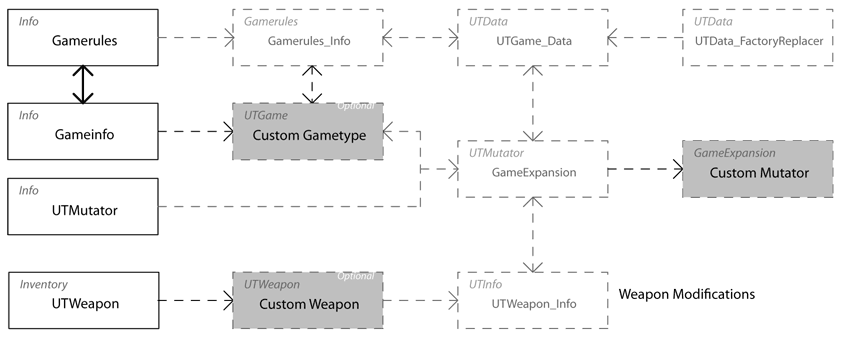 Info
Gamerules
Gamerules
Gamerules_Info
UTData
UTGame_Data
UTData
UTData_FactoryReplacer
Info
Gameinfo
Optional
UTGame
Custom Gametype
UTMutator
GameExpansion
GameExpansion
Custom Mutator
Info
UTMutator
Inventory
UTWeapon
Optional
UTWeapon
Custom Weapon
UTInfo
UTWeapon_Info
Weapon Modifications